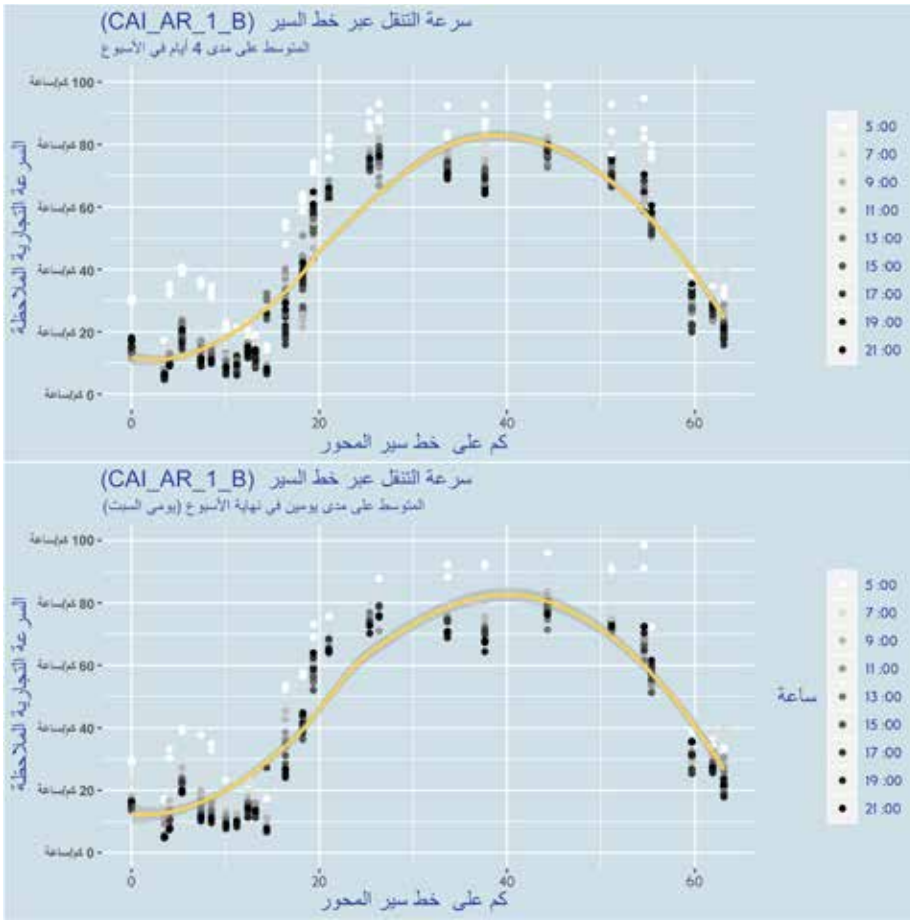 سرعة التنقل عبر خط السير (CAI_AR_1_B)
المتوسط على مدى 4 أيام في الأسبوع
السرعة التجارية الملاحظة
100 كم/ساعة
80 كم/ساعة
60 كم/ساعة
40 كم/ساعة
20 كم/ساعة
0 كم/ساعة
0 20 40 60
كم على خط سير المحور
5 :00
7 :00
9 :00
11 :00
13 :00
15 :00
17 :00
19 :00
21 :00
سرعة التنقل عبر خط السير (CAI_AR_1_B)
المتوسط على مدى يومين في نهاية الأسبوع (يومي السبت)
السرعة التجارية الملاحظة
100 كم/ساعة
80 كم/ساعة
60 كم/ساعة
40 كم/ساعة
20 كم/ساعة
0 كم/ساعة
0 20 40 60
كم على خط سير المحور
ساعة
5 :00
7 :00
9 :00
11 :00
13 :00
15 :00
17 :00
19 :00
21 :00